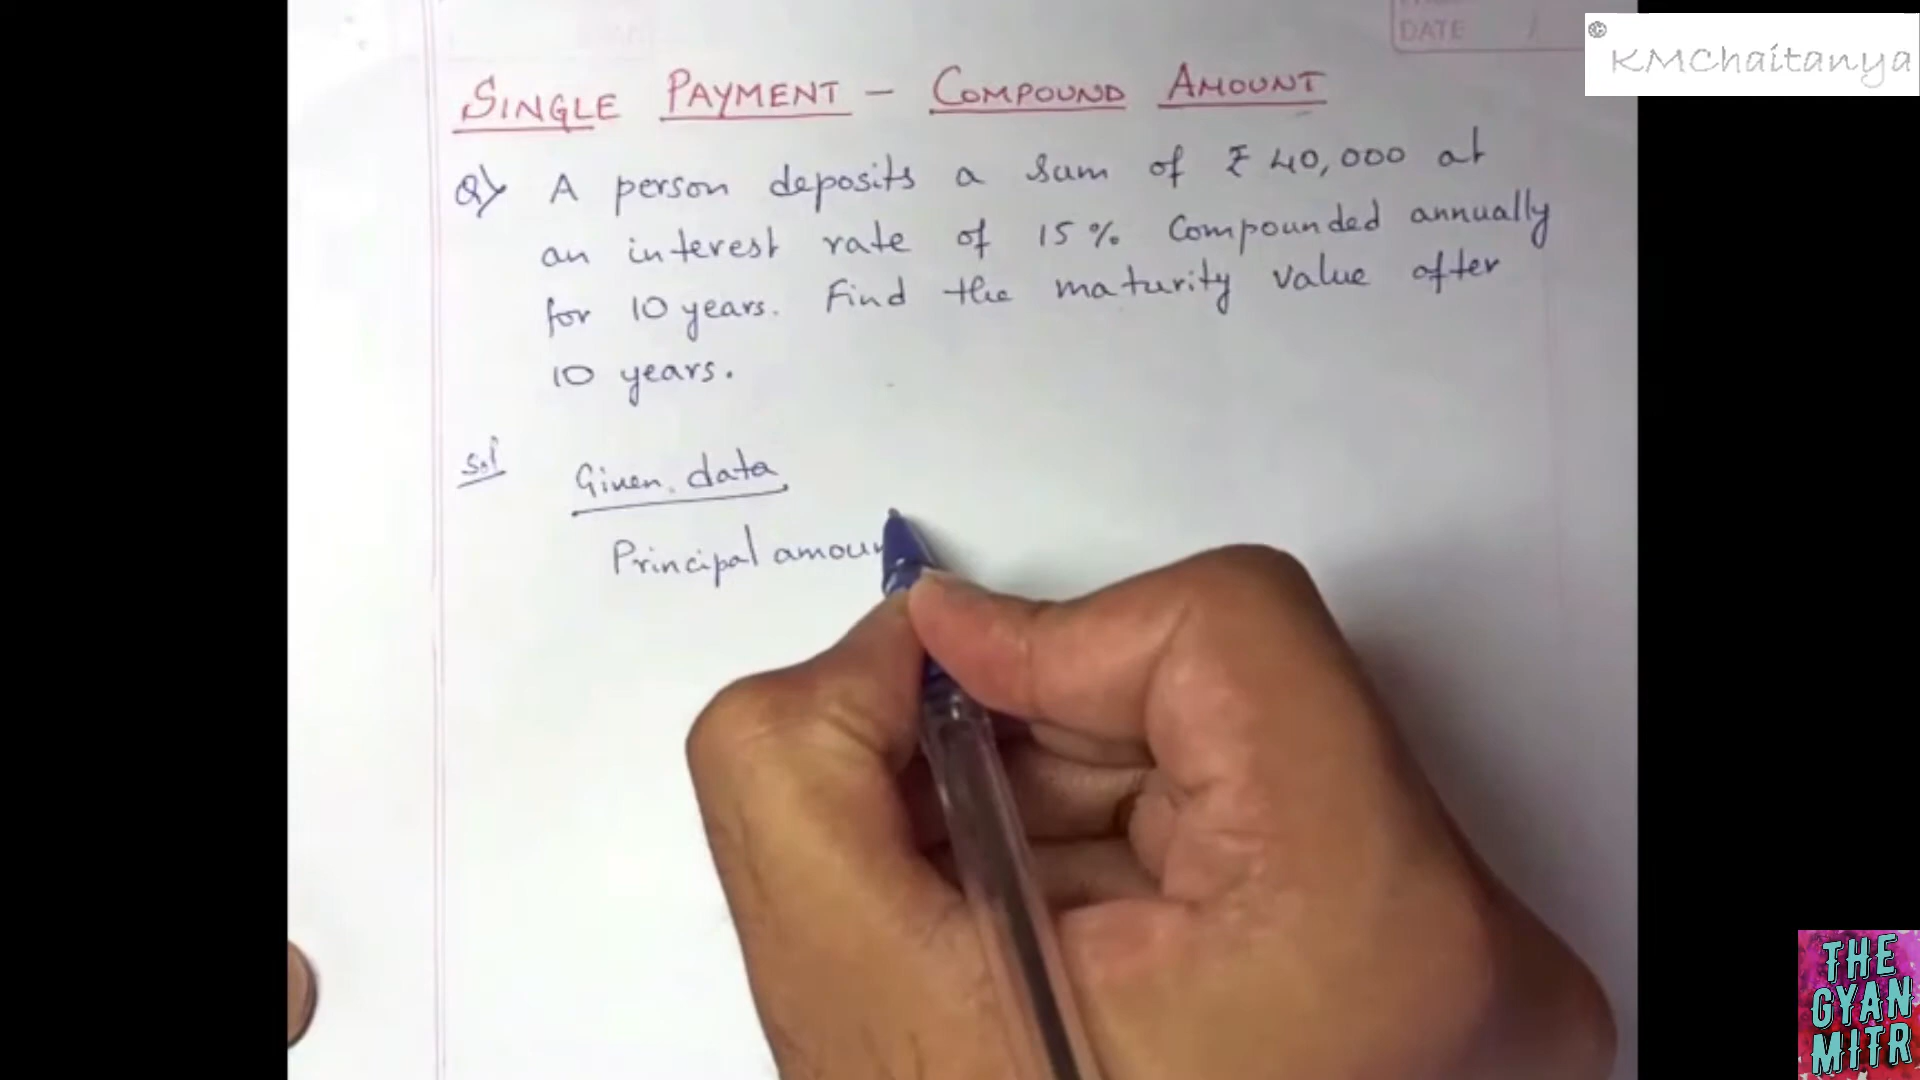 DATE /
© KMChaitanya
SINGLE PAYMENT - COMPOUND AMOUNT
Q) A person deposits a sum of ₹ 40,000 at
an interest rate of 15% Compounded annually
for 10 years. Find the maturity value after
10 years.
Sol
Given data
Principal amoun
THE
GYAN
MITR